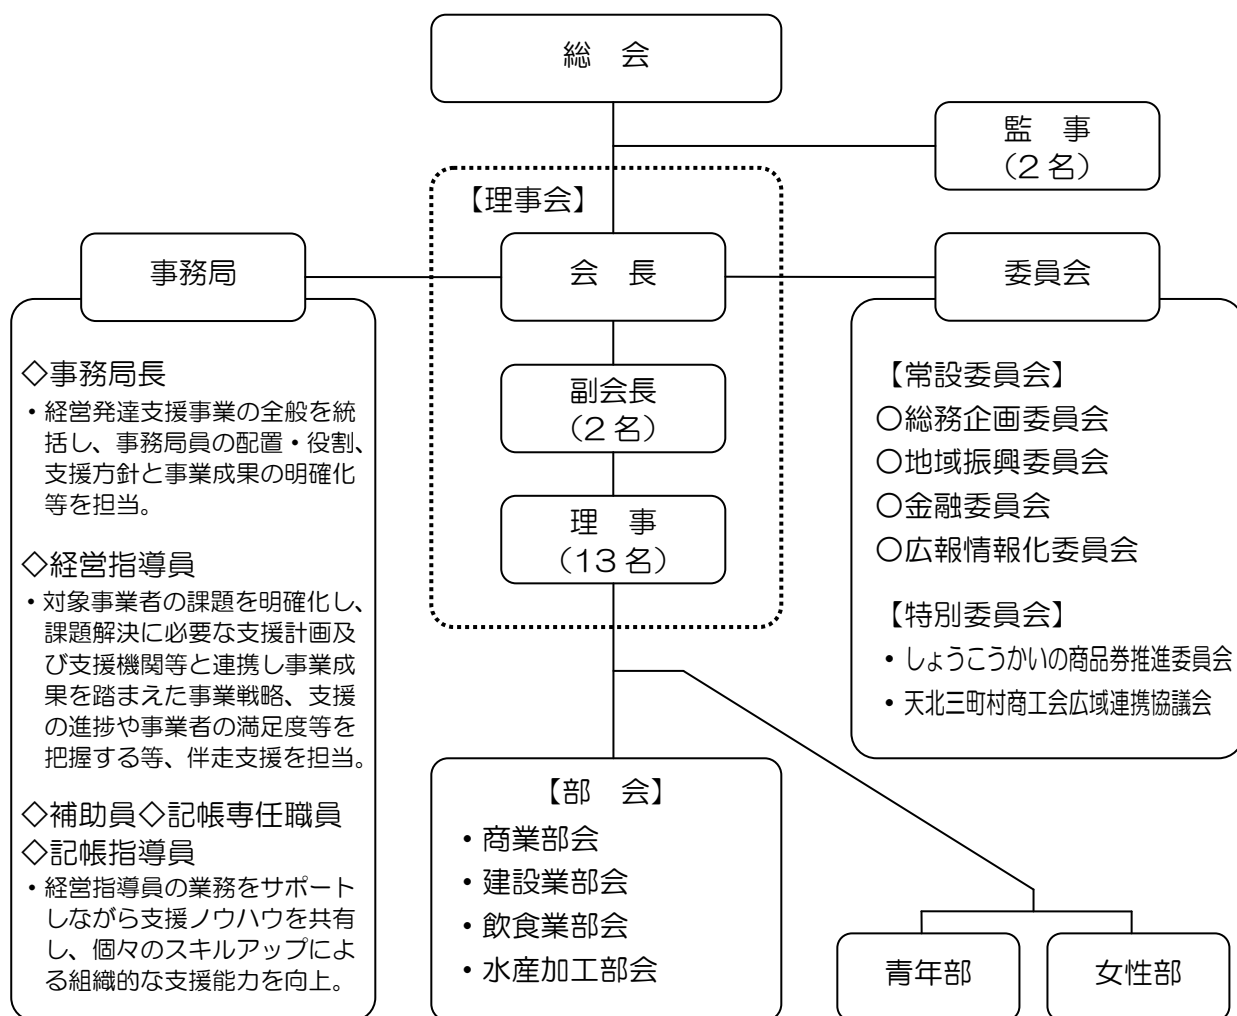 総　会
監　事
（２名）
【理事会】
事務局
会　長
委員会
副会長
（２名）
理　事
（13名）
◇事務局長
・経営発達支援事業の全般を統
括し、事務局員の配置・役割、
支援方針と事業成果の明確化
等を担当。
◇経営指導員
・対象事業者の課題を明確化し、
課題解決に必要な支援計画及
び支援機関等と連携し事業成
果を踏まえた事業戦略、支援
の進捗や事業者の満足度等を
把握する等、伴走支援を担当。
◇補助員◇記帳専任職員
◇記帳指導員
・経営指導員の業務をサポート
しながら支援ノウハウを共有
し、個々のスキルアップによ
る組織的な支援能力を向上。
【常設委員会】
○総務企画委員会
○地域振興委員会
○金融委員会
○広報情報化委員会
【特別委員会】
・しょうこうかいの商品券推進委員会
・天北三町村商工会広域連携協議会
【部　会】
・商業部会
・建設業部会
・飲食業部会
・水産加工部会
青年部
女性部